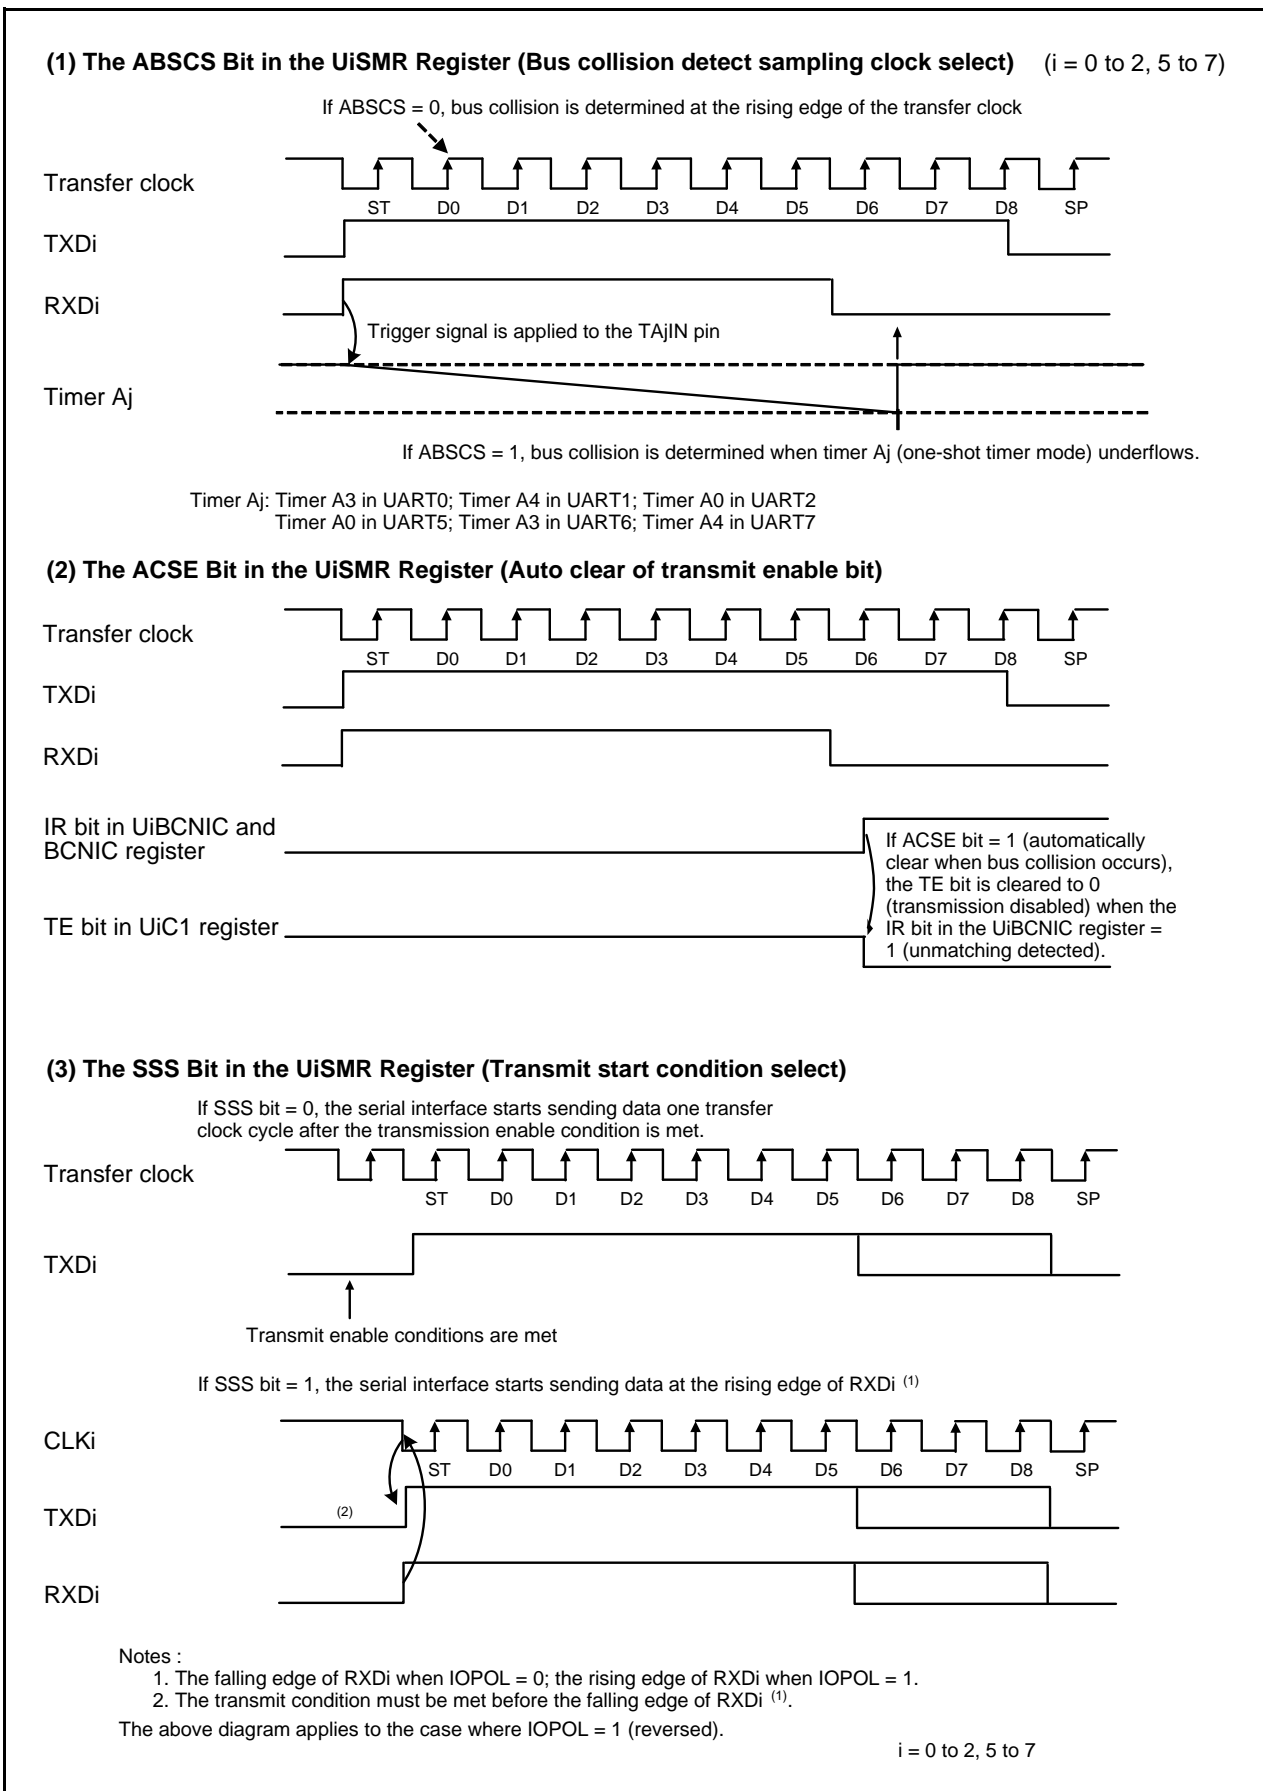 (1) The ABSCS Bit in the UiSMR Register (Bus collision detect sampling clock select) (i = 0 to 2, 5 to 7)
If ABSCS = 0, bus collision is determined at the rising edge of the transfer clock
Transfer clock
ST D0 D1 D2 D3 D4 D5 D6 D7 D8 SP
TXDi
RXDi
Trigger signal is applied to the TAjIN pin
Timer Aj
If ABSCS = 1, bus collision is determined when timer Aj (one-shot timer mode) underflows.
Timer Aj: Timer A3 in UART0; Timer A4 in UART1; Timer A0 in UART2
Timer A0 in UART5; Timer A3 in UART6; Timer A4 in UART7
(2) The ACSE Bit in the UiSMR Register (Auto clear of transmit enable bit)
Transfer clock
ST D0 D1 D2 D3 D4 D5 D6 D7 D8 SP
TXDi
RXDi
IR bit in UiBCNIC and
BCNIC register
If ACSE bit = 1 (automatically
clear when bus collision occurs),
the TE bit is cleared to 0
(transmission disabled) when the
IR bit in the UiBCNIC register =
1 (unmatching detected).
TE bit in UiC1 register
(3) The SSS Bit in the UiSMR Register (Transmit start condition select)
If SSS bit = 0, the serial interface starts sending data one transfer
clock cycle after the transmission enable condition is met.
Transfer clock
ST D0 D1 D2 D3 D4 D5 D6 D7 D8 SP
TXDi
Transmit enable conditions are met
If SSS bit = 1, the serial interface starts sending data at the rising edge of RXDi (1)
CLKi
ST D0 D1 D2 D3 D4 D5 D6 D7 D8 SP
TXDi
(2)
RXDi
Notes :
1. The falling edge of RXDi when IOPOL = 0; the rising edge of RXDi when IOPOL = 1.
2. The transmit condition must be met before the falling edge of RXDi (1).
The above diagram applies to the case where IOPOL = 1 (reversed).
i = 0 to 2, 5 to 7